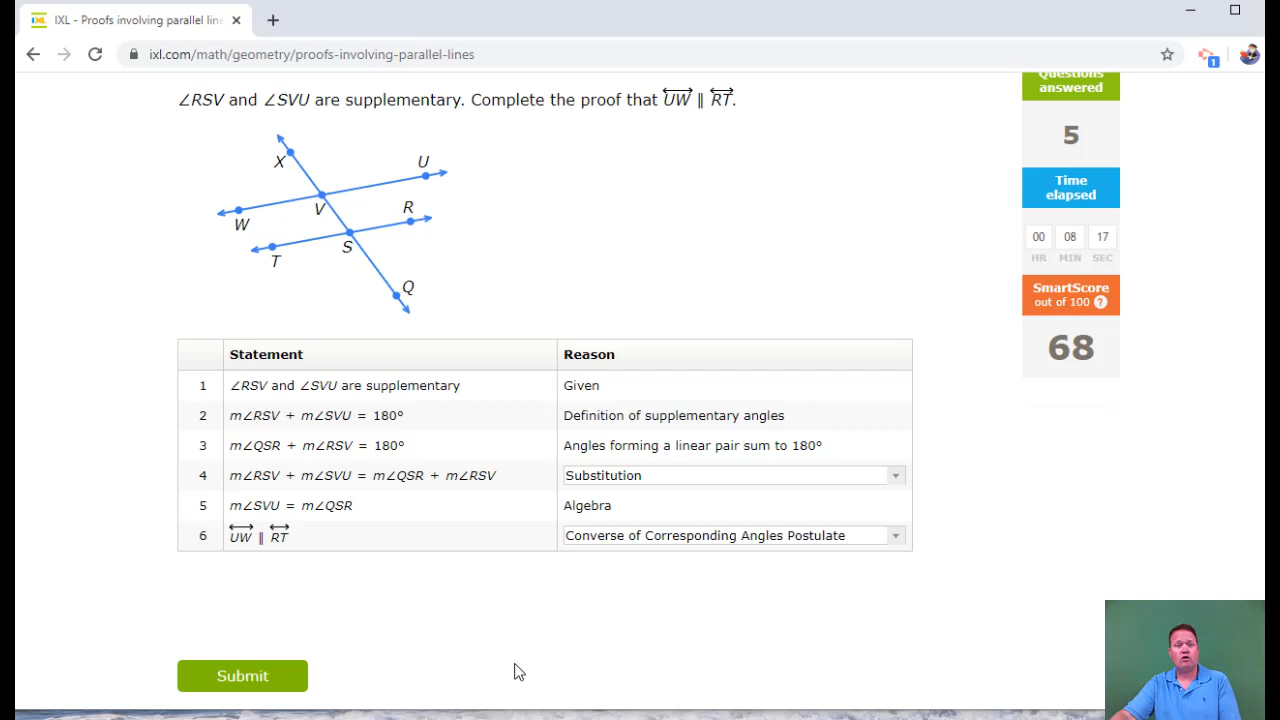 IXL - Proofs involving parallel line
ixl.com/math/geometry/proofs-involving-parallel-lines
1
∠RSV and ∠SVU are supplementary. Complete the proof that UW ∥ RT.
Questions answered
5
Time elapsed
00 08 17
HR MIN SEC
SmartScore
out of 100 ?
68
X
U
V
R
W
S
T
Q
Statement Reason
1 ∠RSV and ∠SVU are supplementary Given
2 m∠RSV + m∠SVU = 180° Definition of supplementary angles
3 m∠QSR + m∠RSV = 180° Angles forming a linear pair sum to 180°
4 m∠RSV + m∠SVU = m∠QSR + m∠RSV Substitution
5 m∠SVU = m∠QSR Algebra
6 UW ∥ RT Converse of Corresponding Angles Postulate
Submit